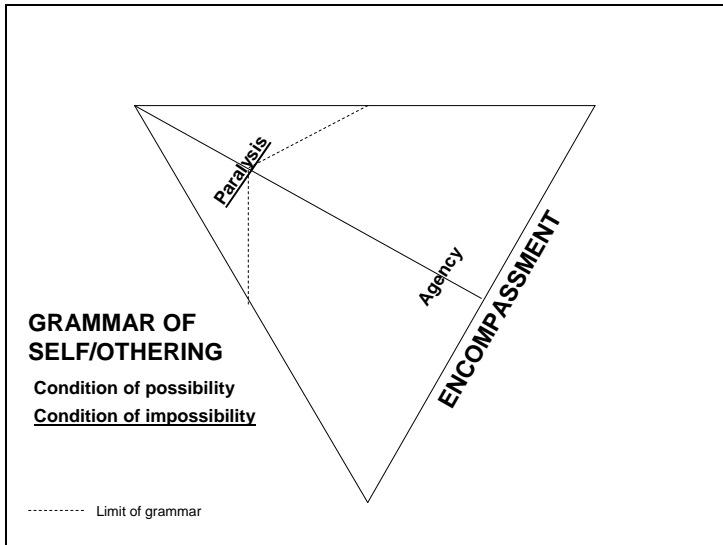 Paralysis
Agency
ENCOMPASSMENT
GRAMMAR OF
SELF/OTHERING
Condition of possibility
Condition of impossibility
Limit of grammar